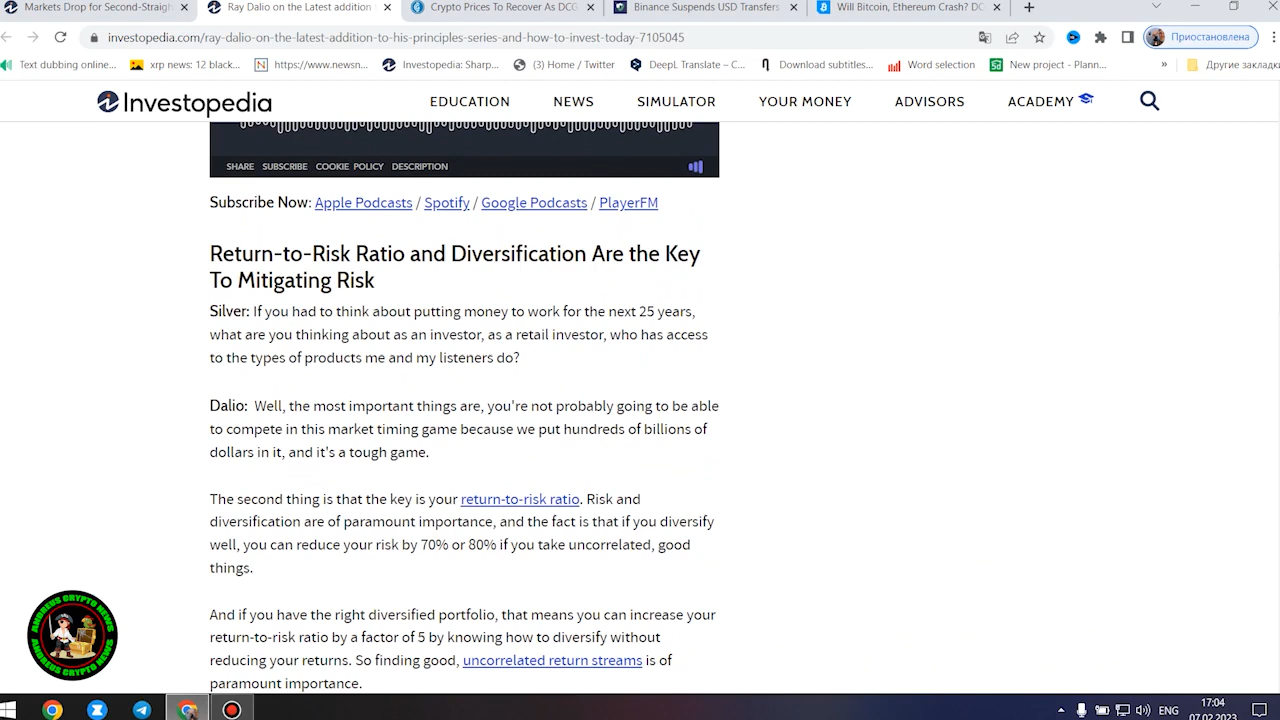 Markets Drop for Second-Straigh
Ray Dalio on the Latest addition
Crypto Prices To Recover As DCG
Binance Suspends USD Transfers
Will Bitcoin, Ethereum Crash? DC
investopedia.com/ray-dalio-on-the-latest-addition-to-his-principles-series-and-how-to-invest-today-7105045
Приостановлена
Text dubbing online...
xrp news: 12 black...
https://www.newsn...
Investopedia: Sharp...
(3) Home / Twitter
DeepL Translate – C...
Download subtitles...
Word selection
New project - Plann...
»
Другие закладки
Investopedia
EDUCATION
NEWS
SIMULATOR
YOUR MONEY
ADVISORS
ACADEMY
SHARE SUBSCRIBE COOKIE POLICY DESCRIPTION
Subscribe Now: Apple Podcasts / Spotify / Google Podcasts / PlayerFM
Return-to-Risk Ratio and Diversification Are the Key
To Mitigating Risk
Silver: If you had to think about putting money to work for the next 25 years,
what are you thinking about as an investor, as a retail investor, who has access
to the types of products me and my listeners do?
Dalio: Well, the most important things are, you're not probably going to be able
to compete in this market timing game because we put hundreds of billions of
dollars in it, and it's a tough game.
The second thing is that the key is your return-to-risk ratio. Risk and
diversification are of paramount importance, and the fact is that if you diversify
well, you can reduce your risk by 70% or 80% if you take uncorrelated, good
things.
And if you have the right diversified portfolio, that means you can increase your
return-to-risk ratio by a factor of 5 by knowing how to diversify without
reducing your returns. So finding good, uncorrelated return streams is of
paramount importance.
ANDREUS CRYPTO NEWS
ANDREUS CRYPTO NEWS
ENG
17:04
07.02.2023